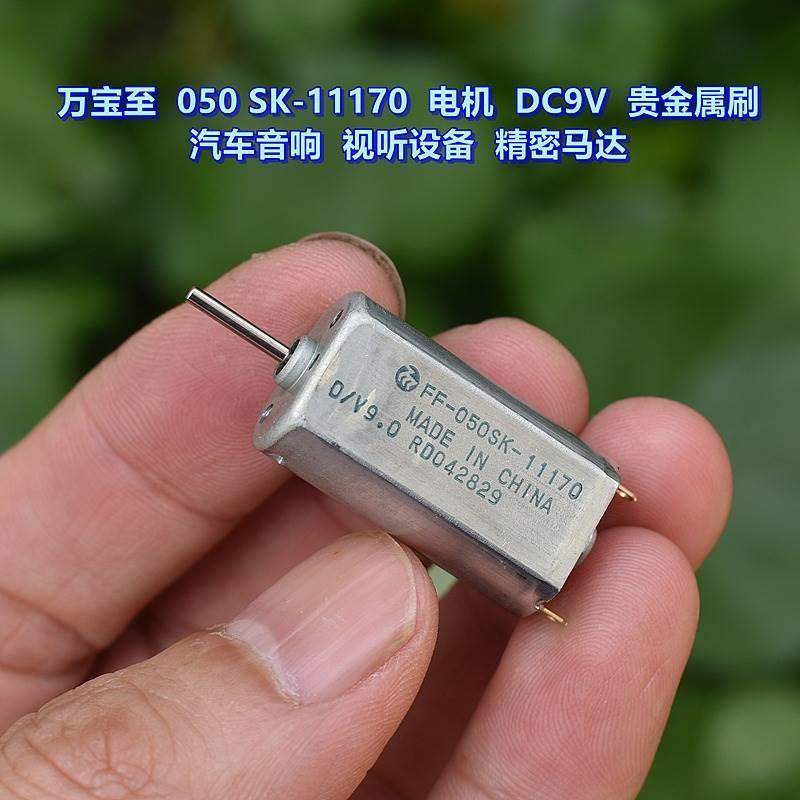 万宝至 050 SK-11170 电机 DC9V 贵金属刷
汽车音响 视听设备 精密马达
FF-050SK-11170
D/V9.0 MADE IN CHINA
RD042829